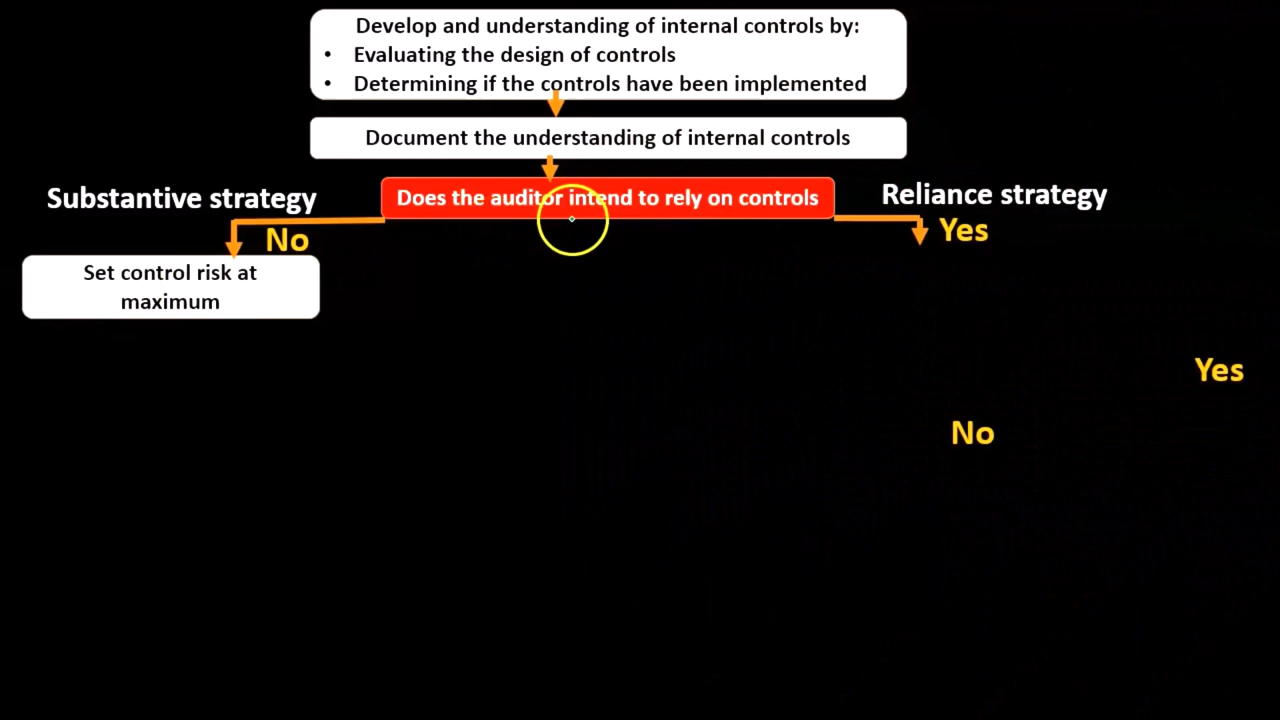 Develop and understanding of internal controls by:
• Evaluating the design of controls
• Determining if the controls have been implemented
Document the understanding of internal controls
Does the auditor intend to rely on controls
Substantive strategy
Reliance strategy
No
Yes
Set control risk at
maximum
Yes
No